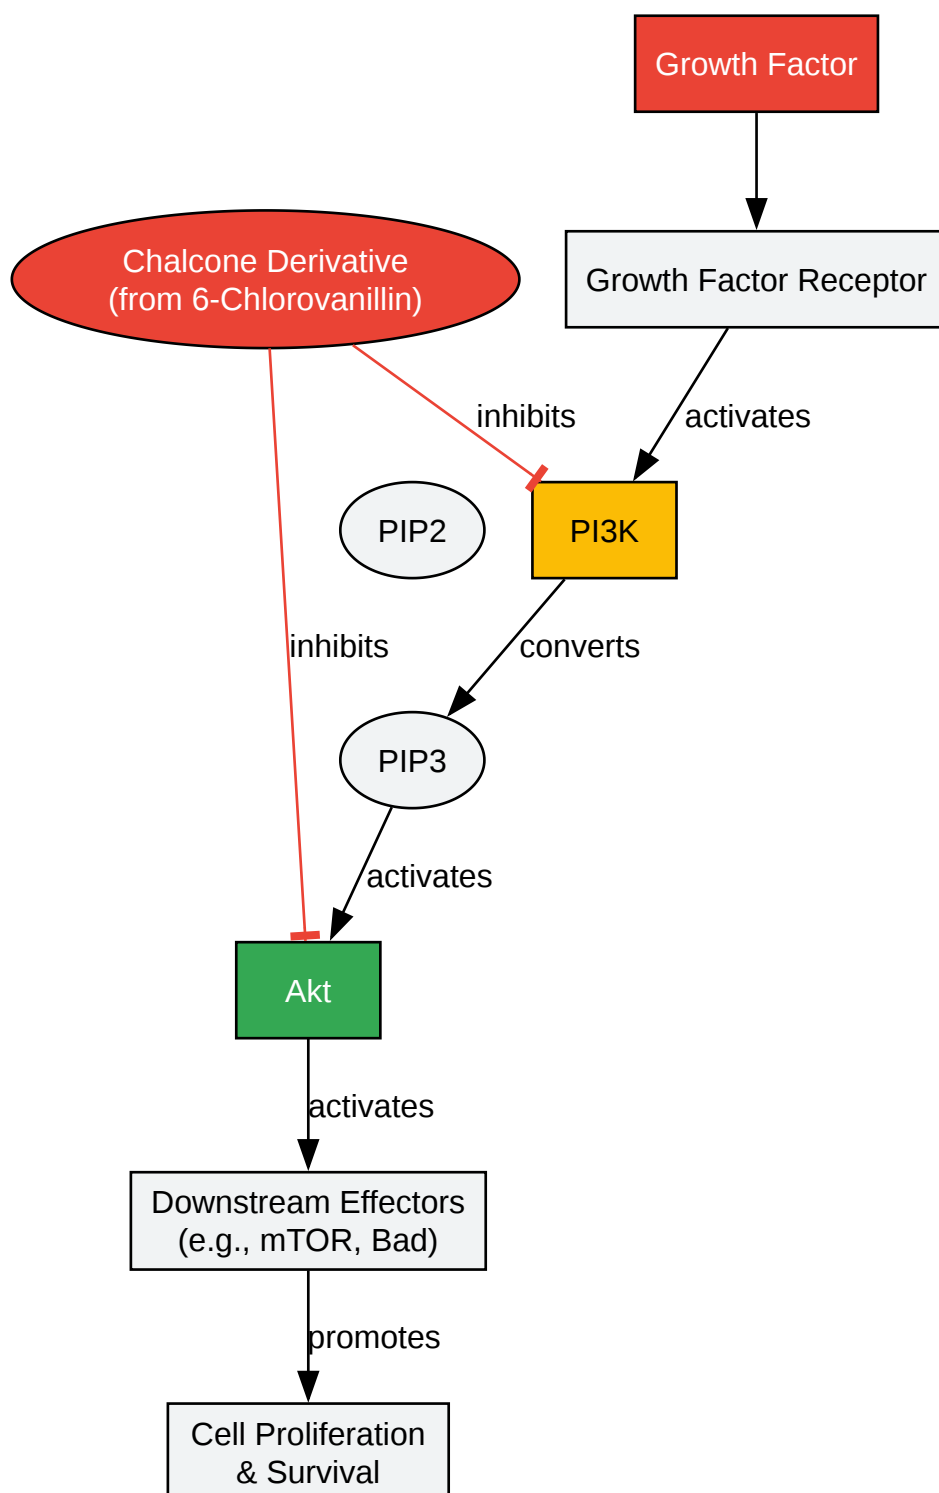 Growth Factor
Chalcone Derivative
(from 6-Chlorovanillin)
Growth Factor Receptor
inhibits
activates
PIP2
PI3K
inhibits
converts
PIP3
activates
Akt
activates
Downstream Effectors
(e.g., mTOR, Bad)
promotes
Cell Proliferation
& Survival